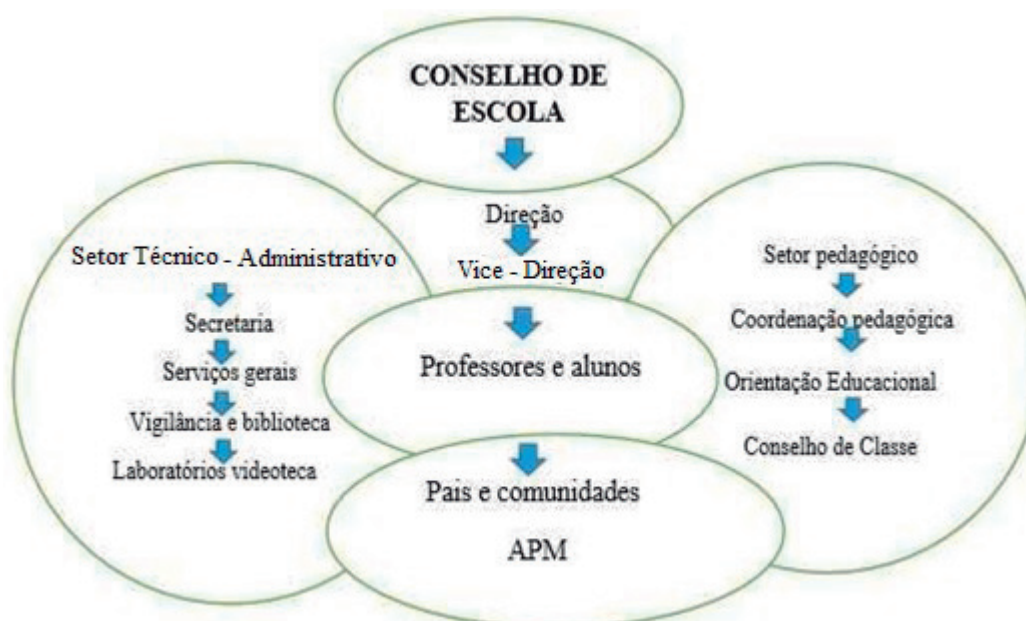 CONSELHO DE
ESCOLA
Direção
Vice - Direção
Setor Técnico - Administrativo
Secretaria
Serviços gerais
Vigilância e biblioteca
Laboratórios videoteca
Setor pedagógico
Coordenação pedagógica
Orientação Educacional
Conselho de Classe
Professores e alunos
Pais e comunidades
APM